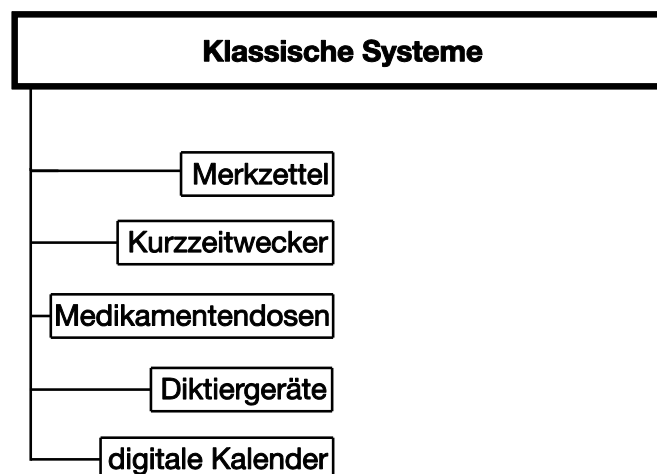 Klassische Systeme
Merkzettel
Kurzzeitwecker
Medikamentendosen
Diktiergeräte
digitale Kalender